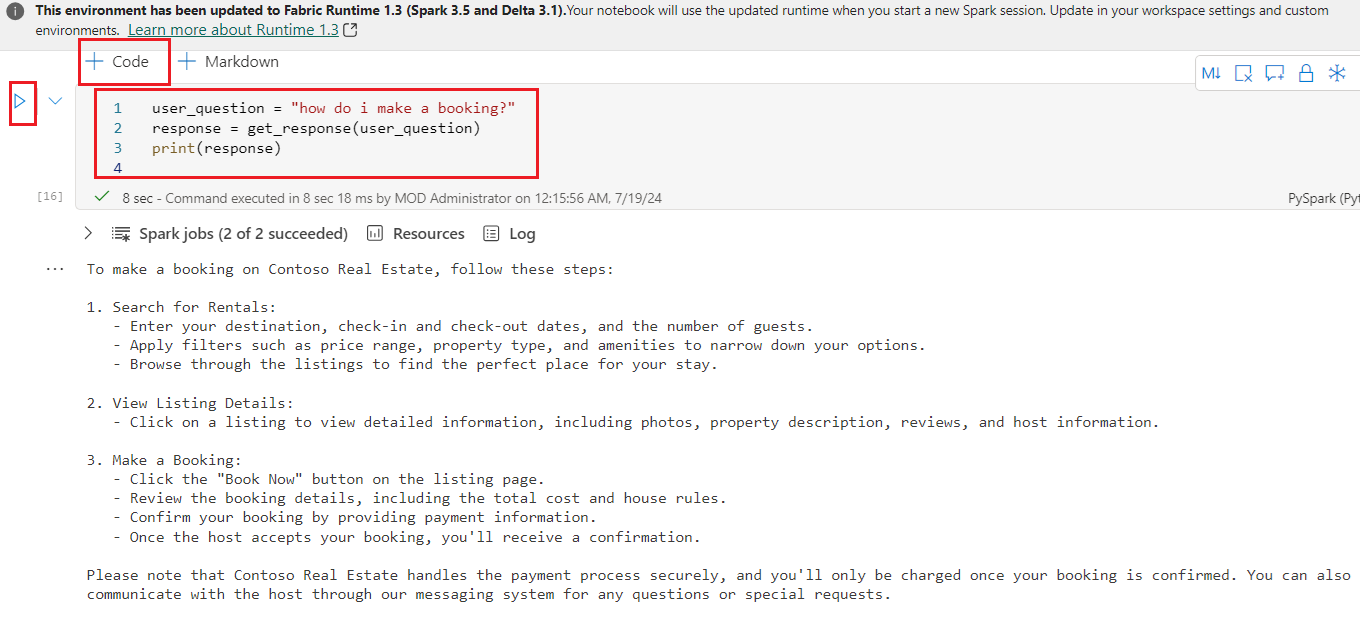 This environment has been updated to Fabric Runtime 1.3 (Spark 3.5 and Delta 3.1).Your notebook will use the updated runtime when you start a new Spark session. Update in your workspace settings and custom
environments. Learn more about Runtime 1.3
Code Markdown
M↓
1 user_question = "how do i make a booking?"
2 response = get_response(user_question)
3 print(response)
4
[16] 8 sec - Command executed in 8 sec 18 ms by MOD Administrator on 12:15:56 AM, 7/19/24 PySpark (Pyt
Spark jobs (2 of 2 succeeded) Resources Log
... To make a booking on Contoso Real Estate, follow these steps:
1. Search for Rentals:
- Enter your destination, check-in and check-out dates, and the number of guests.
- Apply filters such as price range, property type, and amenities to narrow down your options.
- Browse through the listings to find the perfect place for your stay.
2. View Listing Details:
- Click on a listing to view detailed information, including photos, property description, reviews, and host information.
3. Make a Booking:
- Click the "Book Now" button on the listing page.
- Review the booking details, including the total cost and house rules.
- Confirm your booking by providing payment information.
- Once the host accepts your booking, you'll receive a confirmation.
Please note that Contoso Real Estate handles the payment process securely, and you'll only be charged once your booking is confirmed. You can also
communicate with the host through our messaging system for any questions or special requests.